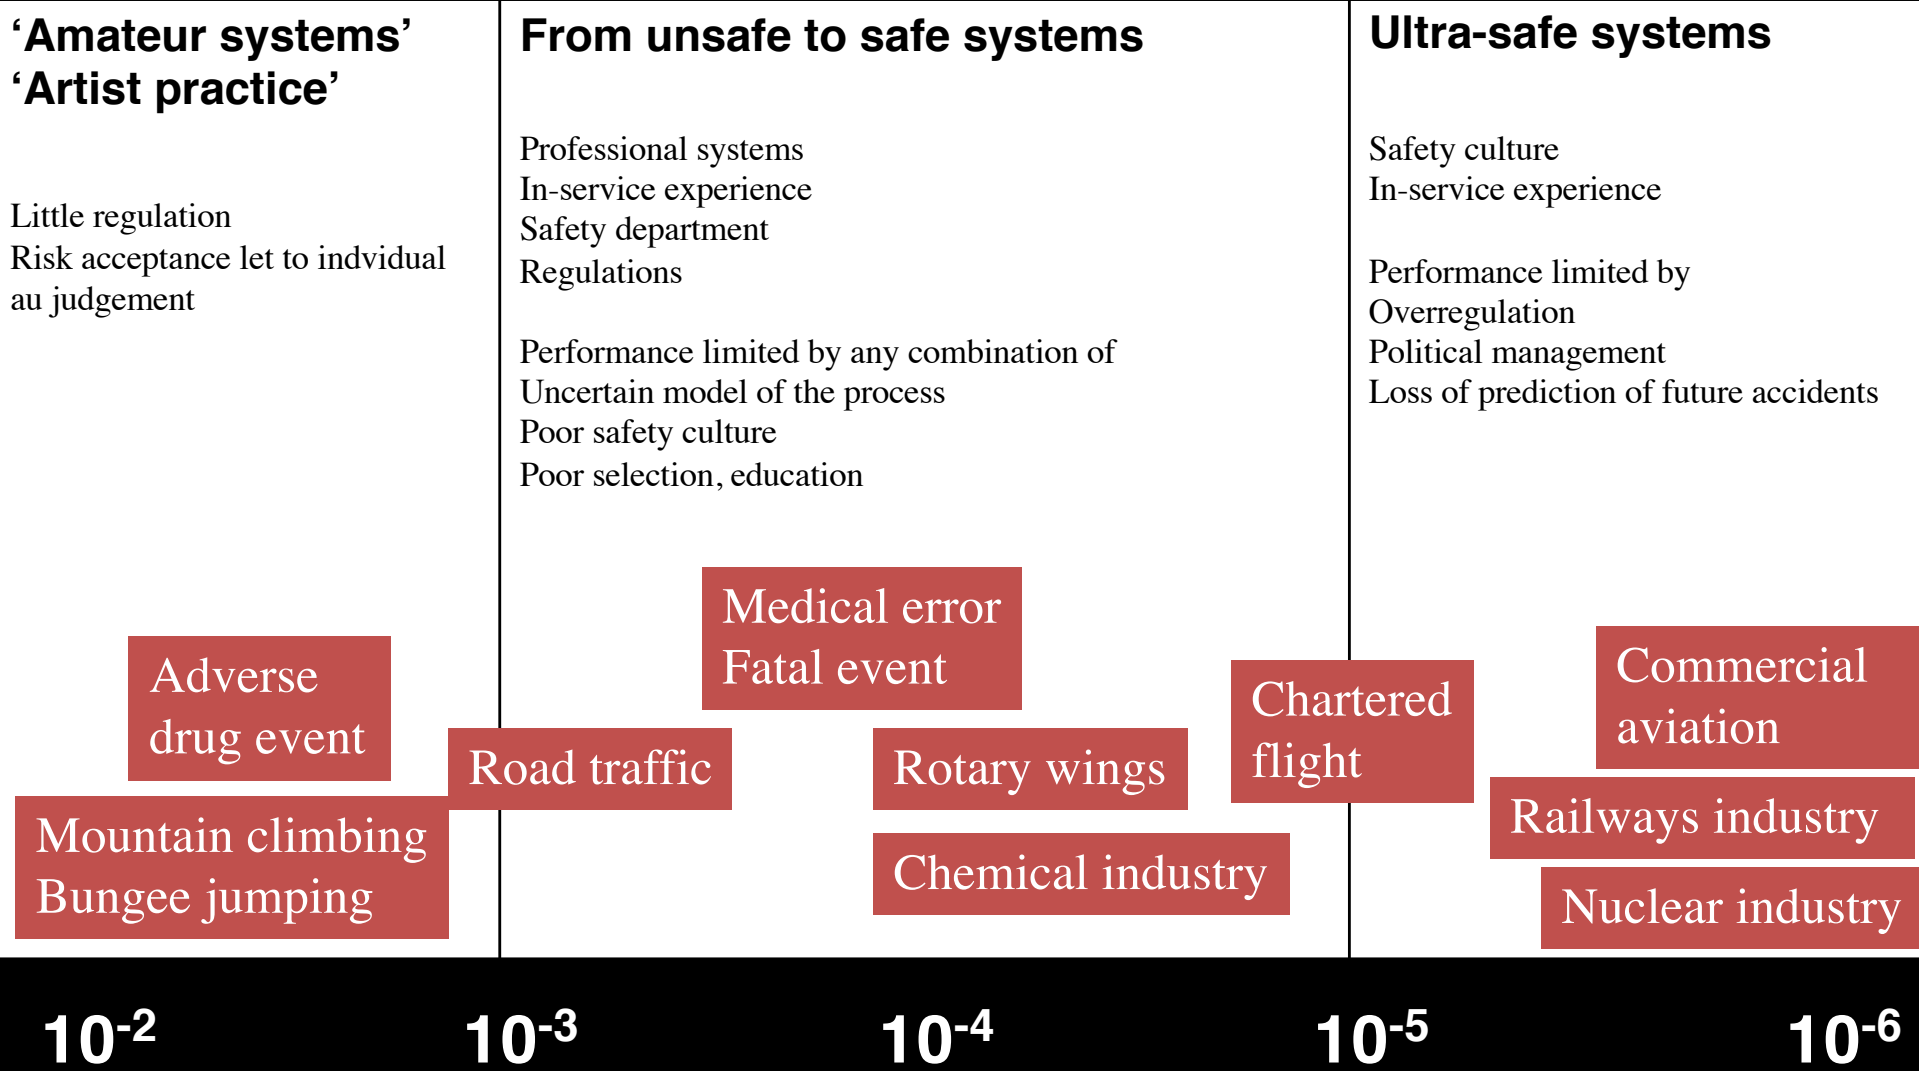 ‘Amateur systems’
‘Artist practice’
Little regulation
Risk acceptance let to indvidual
au judgement
From unsafe to safe systems
Professional systems
In-service experience
Safety department
Regulations
Performance limited by any combination of
Uncertain model of the process
Poor safety culture
Poor selection, education
Ultra-safe systems
Safety culture
In-service experience
Performance limited by
Overregulation
Political management
Loss of prediction of future accidents
Adverse
drug event
Mountain climbing
Bungee jumping
Road traffic
Medical error
Fatal event
Rotary wings
Chemical industry
Chartered
flight
Commercial
aviation
Railways industry
Nuclear industry
10⁻² 10⁻³ 10⁻⁴ 10⁻⁵ 10⁻⁶